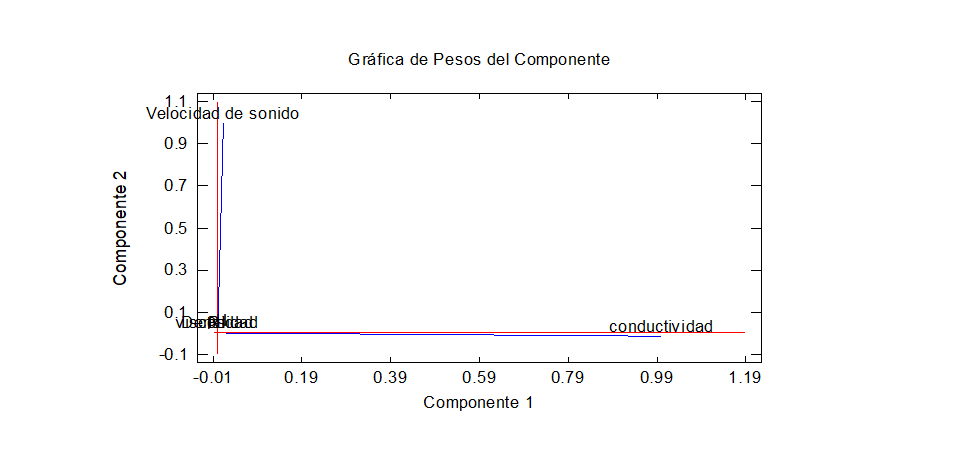 Gráfica de Pesos del Componente
1.1
Velocidad de sonido
0.9
0.7
0.5
0.3
0.1
-0.1
conductividad
-0.01 0.19 0.39 0.59 0.79 0.99 1.19
Componente 1
Componente 2